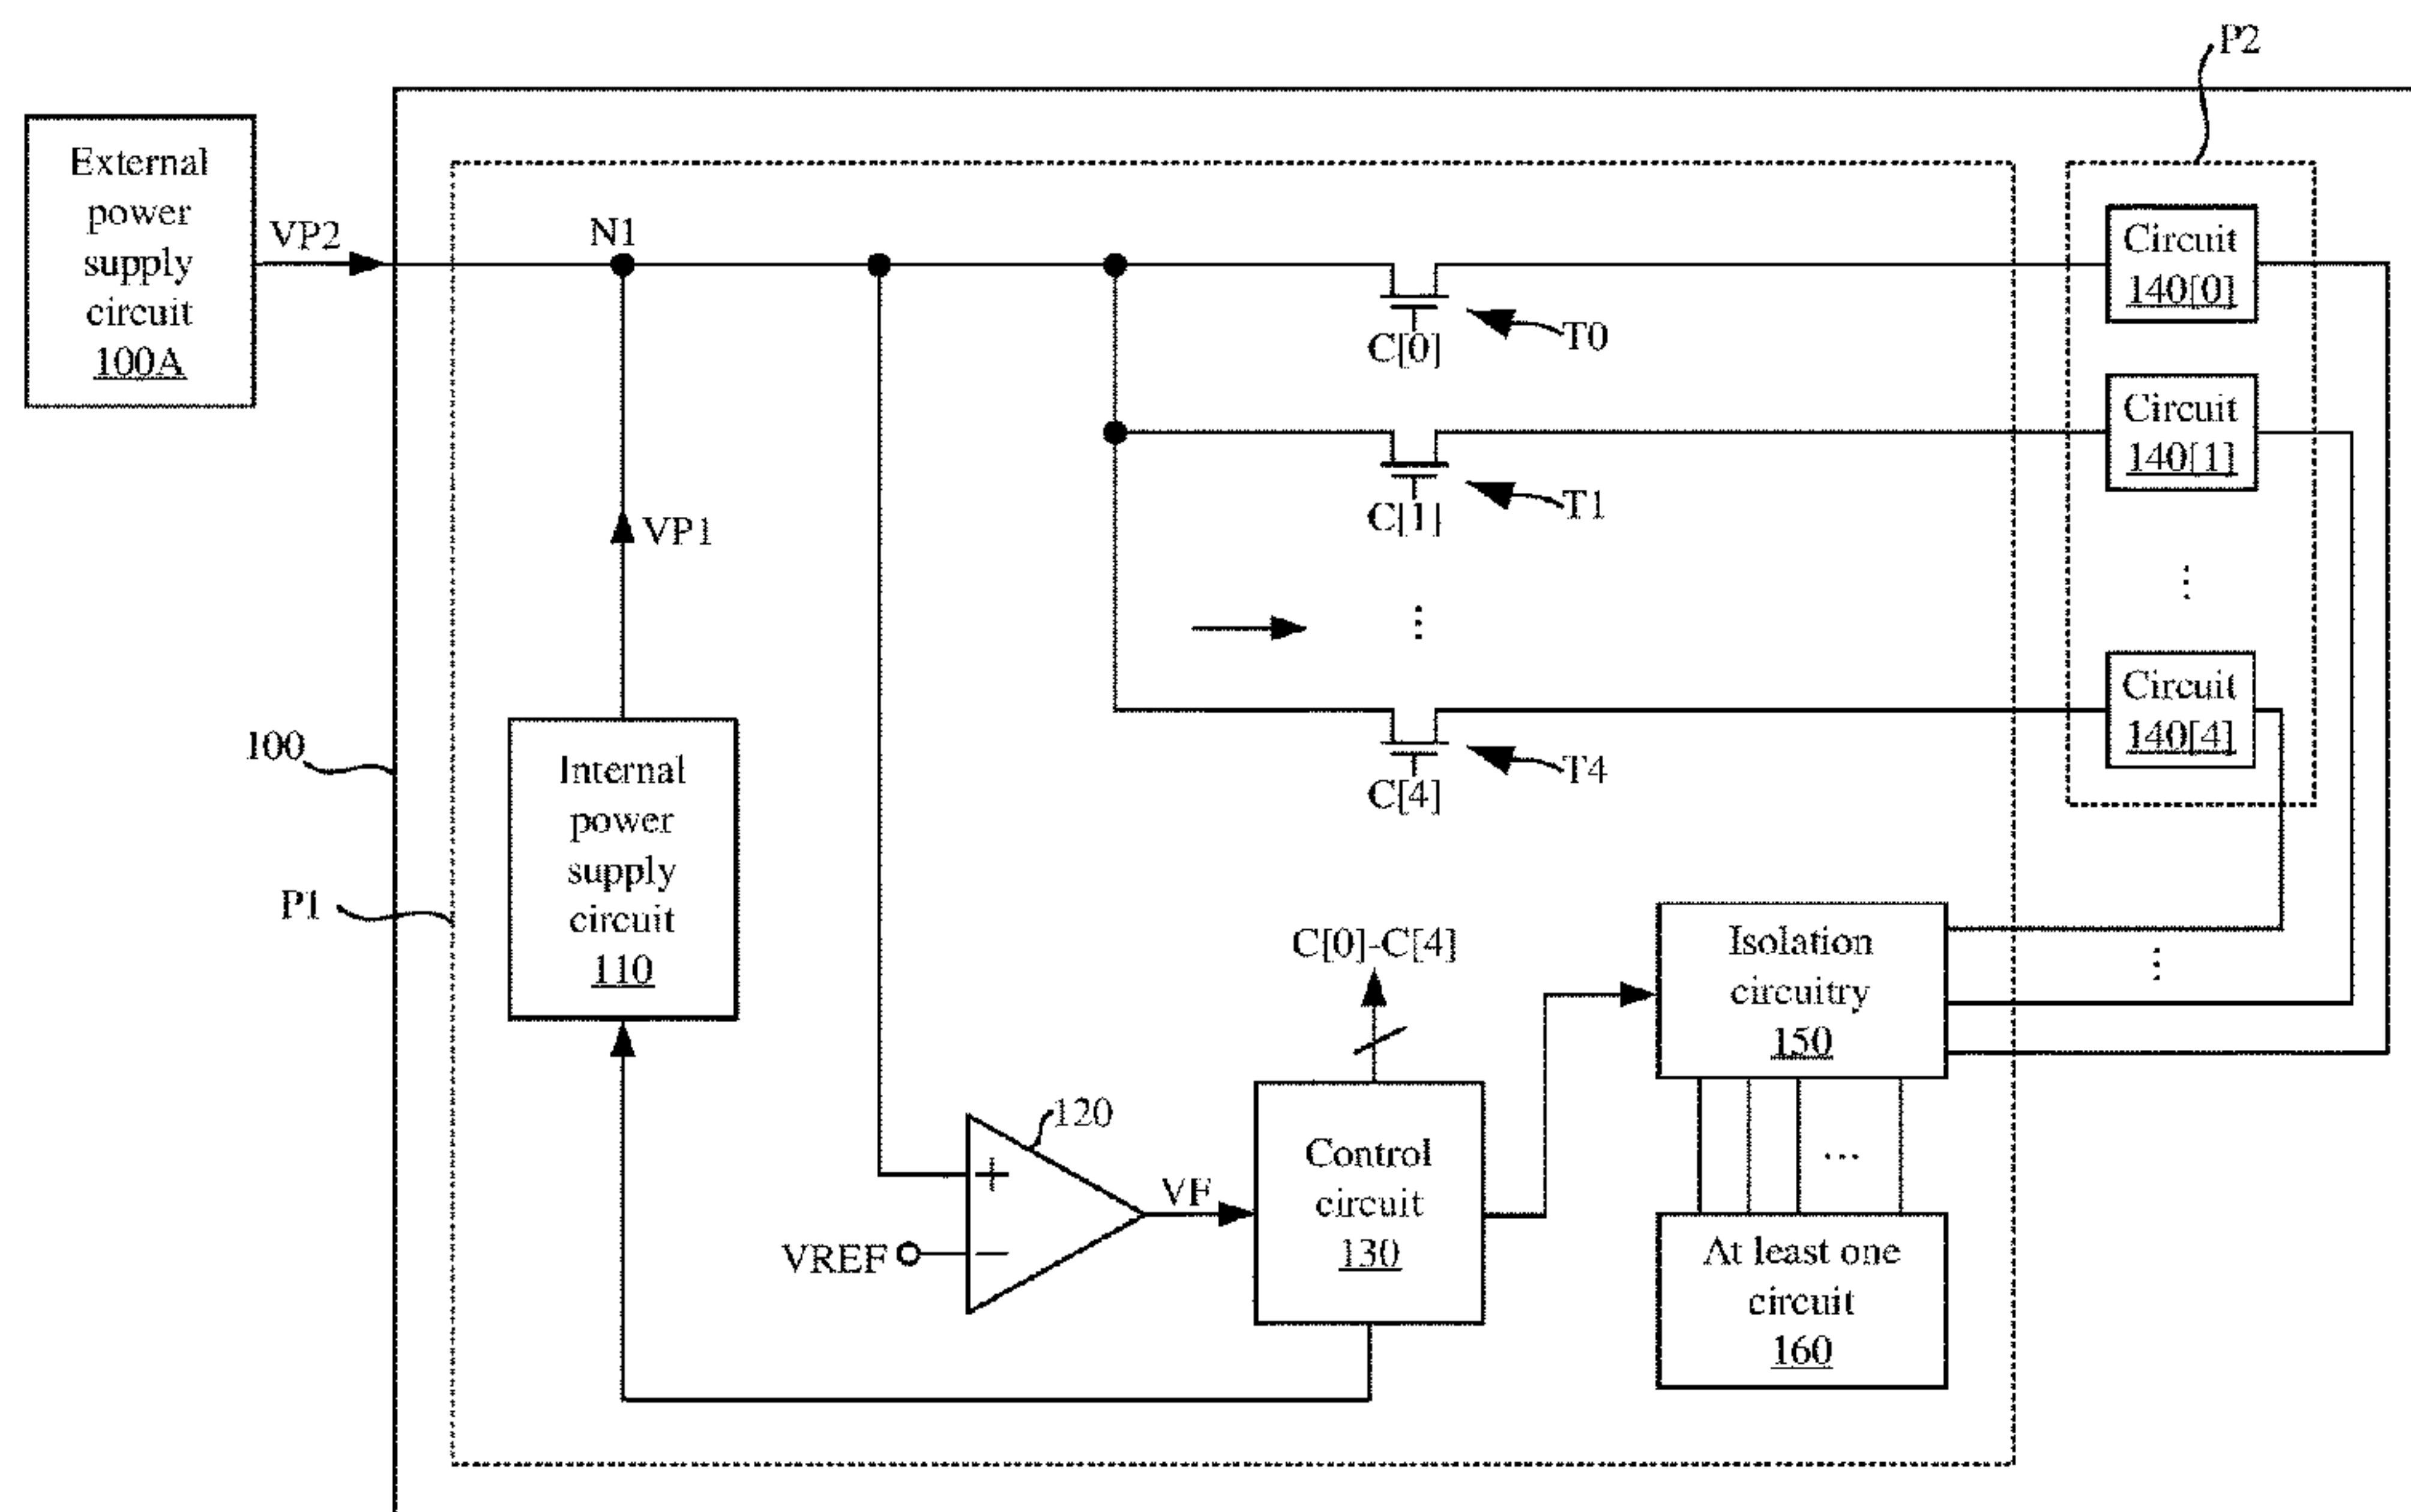 P2
External
power
supply
circuit
100A
VP2
N1
Circuit
140[0]
C[0]
T0
Circuit
140[1]
C[1]
T1
VP1
⋮
⋮
Circuit
140[4]
C[4]
T4
100
Internal
power
supply
circuit
110
P1
C[0]-C[4]
Isolation
circuitry
150
⋮
120
+
−
VREF
VF
Control
circuit
130
...
At least one
circuit
160